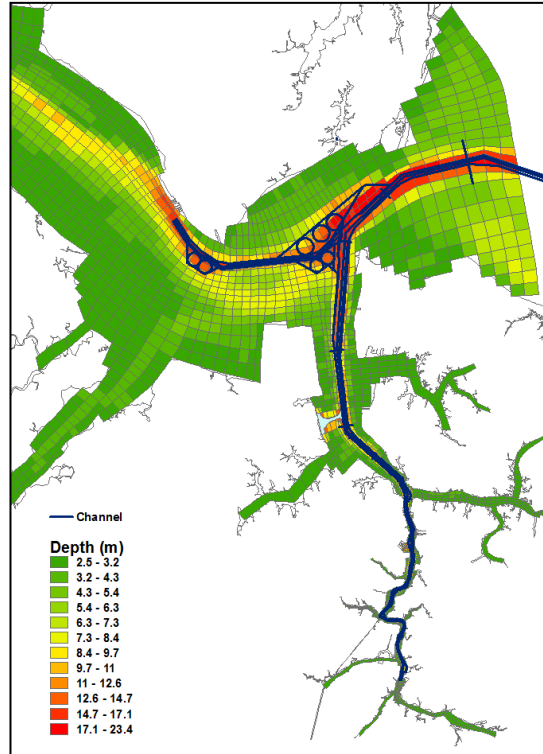 Channel
Depth (m)
2.5 - 3.2
3.2 - 4.3
4.3 - 5.4
5.4 - 6.3
6.3 - 7.3
7.3 - 8.4
8.4 - 9.7
9.7 - 11
11 - 12.6
12.6 - 14.7
14.7 - 17.1
17.1 - 23.4